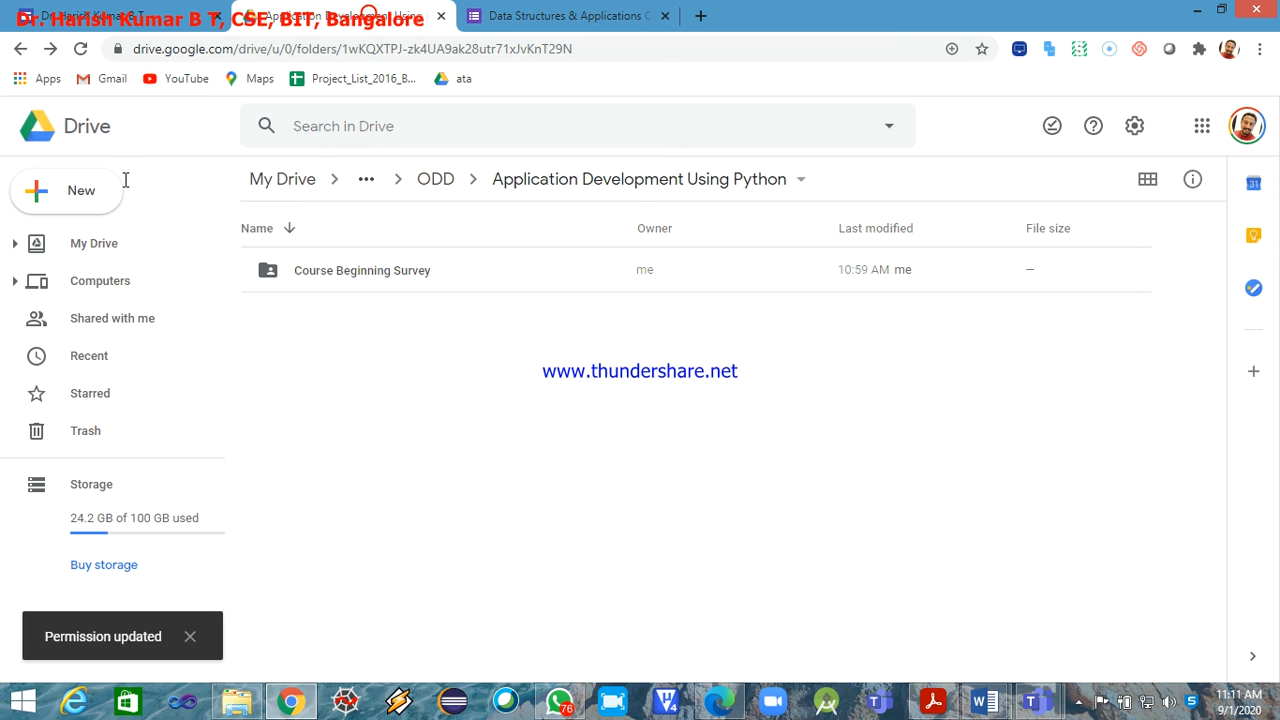 Dr. Harish Kumar B T, CSE, BIT, Bangalore
Data Structures & Applications C
drive.google.com/drive/u/0/folders/1wKQXTPJ-zk4UA9ak28utr71xJvKnT29N
Apps
Gmail
YouTube
Maps
Project_List_2016_B...
ata
Drive
Search in Drive
New
My Drive
Computers
Shared with me
Recent
Starred
Trash
Storage
24.2 GB of 100 GB used
Buy storage
Permission updated
My Drive > ••• > ODD > Application Development Using Python
Name Owner Last modified File size
Course Beginning Survey me 10:59 AM me –
www.thundershare.net
31
76
11:11 AM
9/1/2020